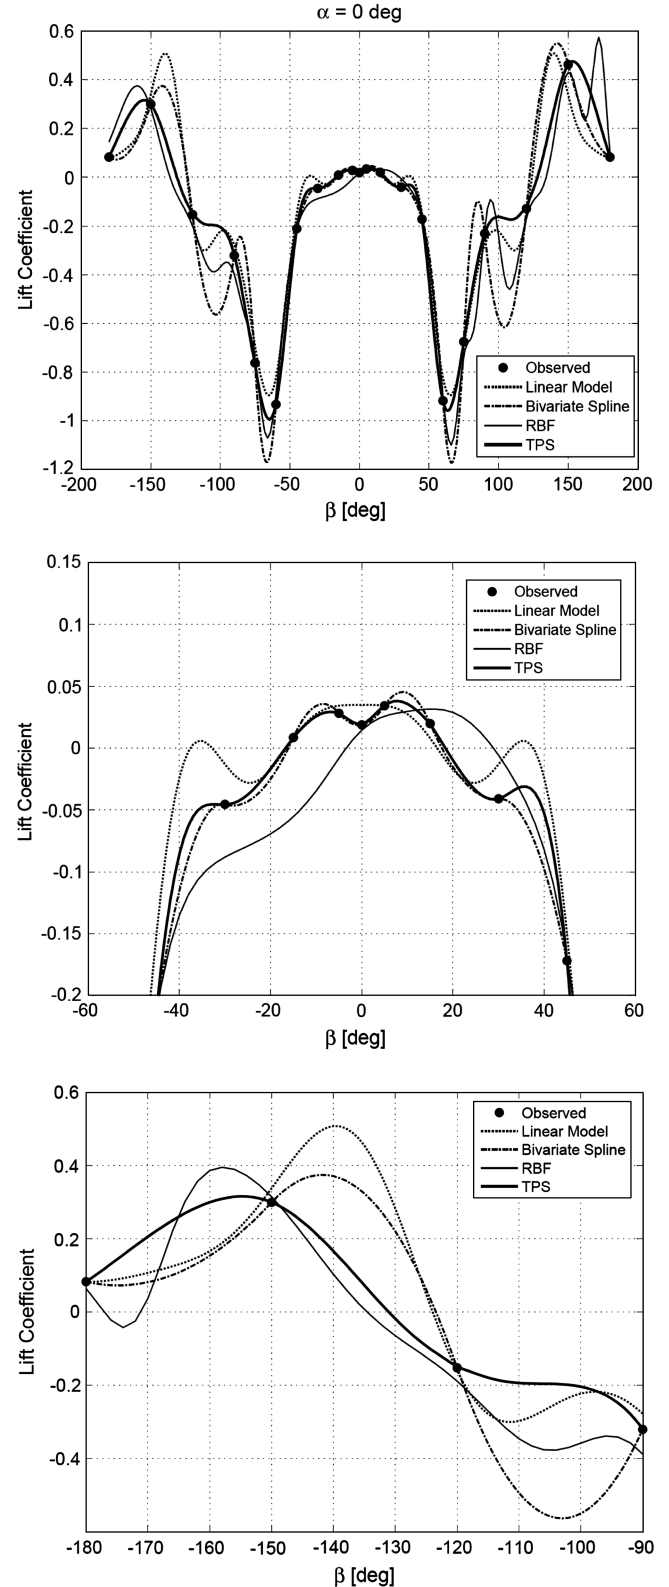 α = 0 deg
0.6
0.4
0.2
0
-0.2
-0.4
-0.6
-0.8
-1
-1.2
Lift Coefficient
Observed
Linear Model
Bivariate Spline
RBF
TPS
-200 -150 -100 -50 0 50 100 150 200
β [deg]
0.15
0.1
0.05
0
-0.05
-0.1
-0.15
-0.2
Lift Coefficient
Observed
Linear Model
Bivariate Spline
RBF
TPS
-60 -40 -20 0 20 40 60
β [deg]
0.6
0.4
0.2
0
-0.2
-0.4
Lift Coefficient
Observed
Linear Model
Bivariate Spline
RBF
TPS
-180 -170 -160 -150 -140 -130 -120 -110 -100 -90
β [deg]